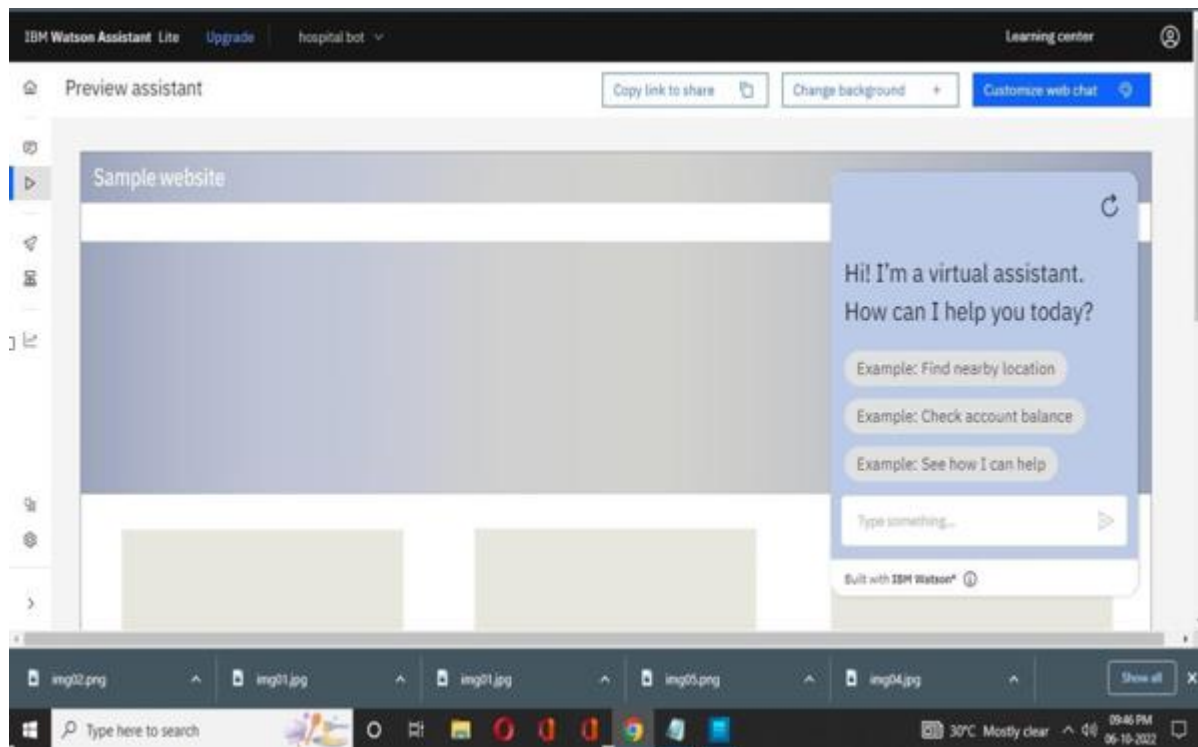 IBM Watson Assistant Lite Upgrade hospital bot Learning center
Preview assistant Copy link to share Change background + Customize web chat
Sample website
Hi! I'm a virtual assistant.
How can I help you today?
Example: Find nearby location
Example: Check account balance
Example: See how I can help
Type something...
Built with IBM Watson®
img02.png img01.jpg img01.jpg img05.png img04.jpg Show all
Type here to search 30°C Mostly clear 09:46 PM
06-10-2022